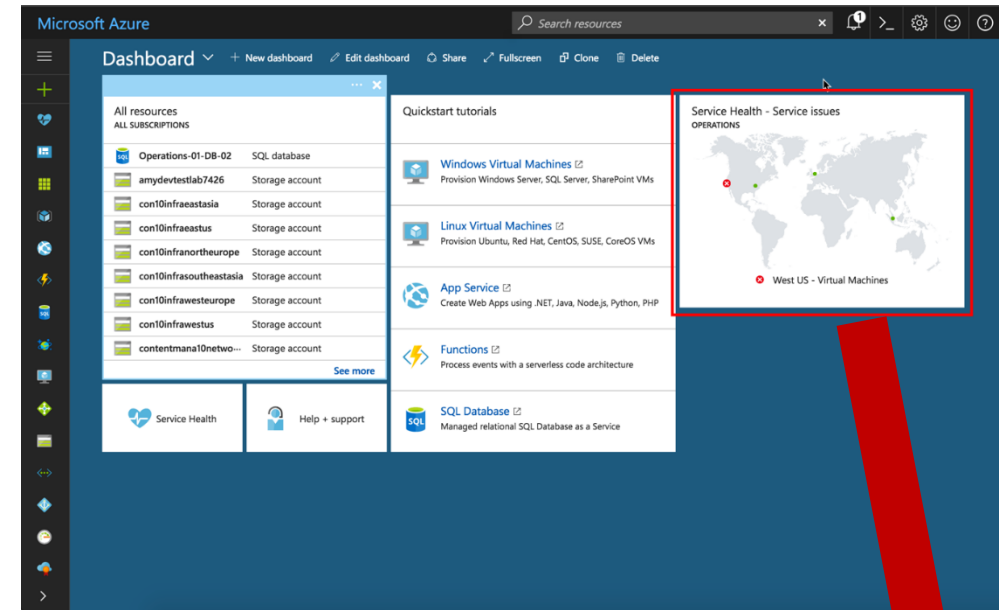 Microsoft Azure
Search resources
1
Dashboard
New dashboard
Edit dashboard
Share
Fullscreen
Clone
Delete
All resources
ALL SUBSCRIPTIONS
SQL Operations-01-DB-02 SQL database
amydevtestlab7426 Storage account
con10infraeastasia Storage account
con10infraeastus Storage account
con10infranortheurope Storage account
con10infrasoutheastasia Storage account
con10infrawesteurope Storage account
con10infrawestus Storage account
contentmana10netwo··· Storage account
See more
Service Health
Help + support
Quickstart tutorials
Windows Virtual Machines
Provision Windows Server, SQL Server, SharePoint VMs
Linux Virtual Machines
Provision Ubuntu, Red Hat, CentOS, SUSE, CoreOS VMs
App Service
Create Web Apps using .NET, Java, Node.js, Python, PHP
Functions
Process events with a serverless code architecture
SQL
SQL Database
Managed relational SQL Database as a Service
Service Health - Service issues
OPERATIONS
West US - Virtual Machines
SQL